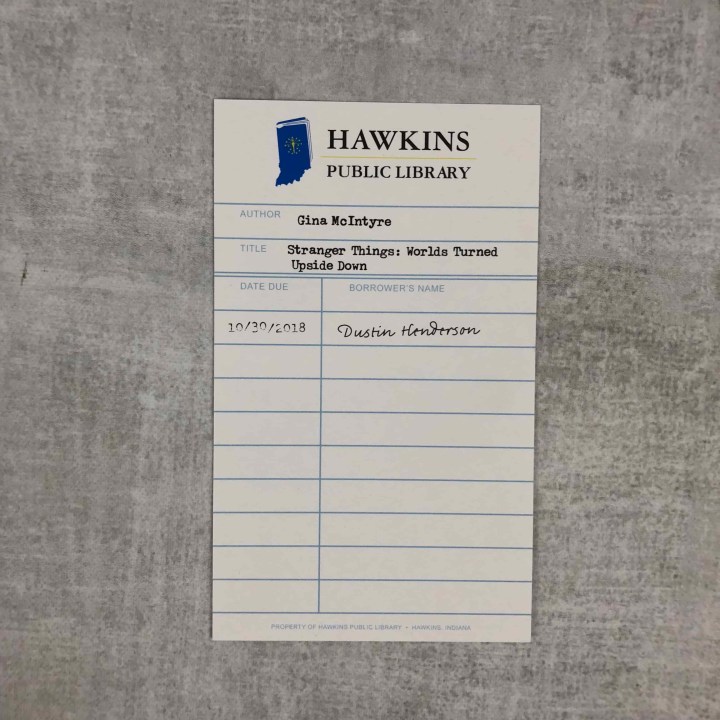 HAWKINS
PUBLIC LIBRARY
AUTHOR Gina McIntyre
TITLE Stranger Things: Worlds Turned
Upside Down
DATE DUE BORROWER'S NAME
10/30/2018 Dustin Henderson
PROPERTY OF HAWKINS PUBLIC LIBRARY • HAWKINS, INDIANA